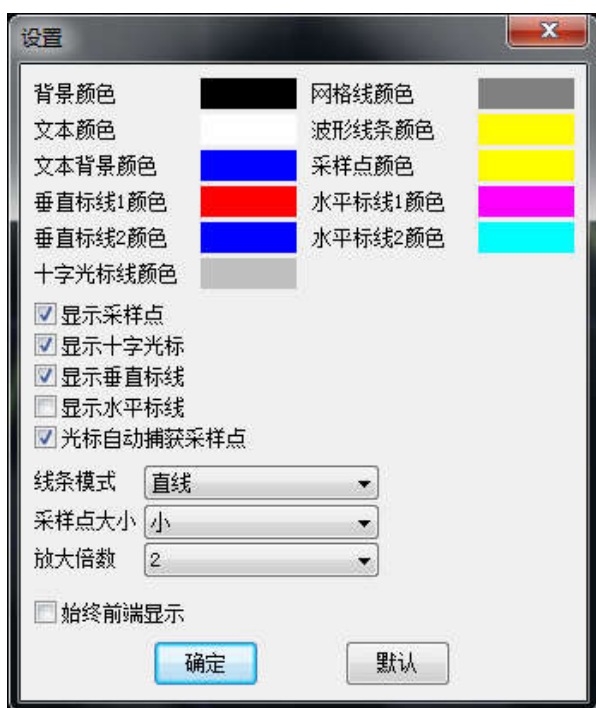 设置
背景颜色 网格线颜色
文本颜色 波形线条颜色
文本背景颜色 采样点颜色
垂直标线1颜色 水平标线1颜色
垂直标线2颜色 水平标线2颜色
十字光标线颜色
显示采样点
显示十字光标
显示垂直标线
显示水平标线
光标自动捕获采样点
线条模式 直线
采样点大小 小
放大倍数 2
始终前端显示
确定 默认